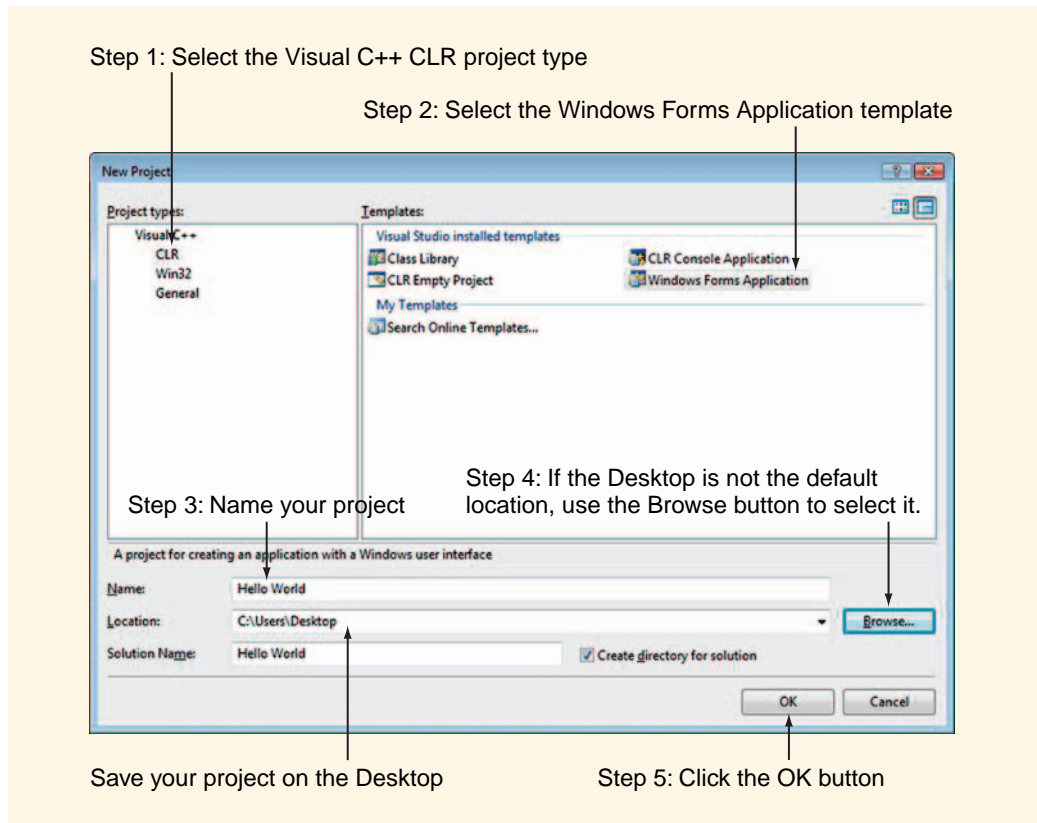 Step 1: Select the Visual C++ CLR project type
Step 2: Select the Windows Forms Application template
New Project
Project types:
Templates:
Visual C++
CLR
Win32
General
Visual Studio installed templates
Class Library
CLR Console Application
CLR Empty Project
Windows Forms Application
My Templates
Search Online Templates...
Step 3: Name your project
Step 4: If the Desktop is not the default
location, use the Browse button to select it.
A project for creating an application with a Windows user interface
Name:
Hello World
Location:
C:\Users\Desktop
Browse...
Solution Name:
Hello World
Create directory for solution
OK
Cancel
Save your project on the Desktop
Step 5: Click the OK button